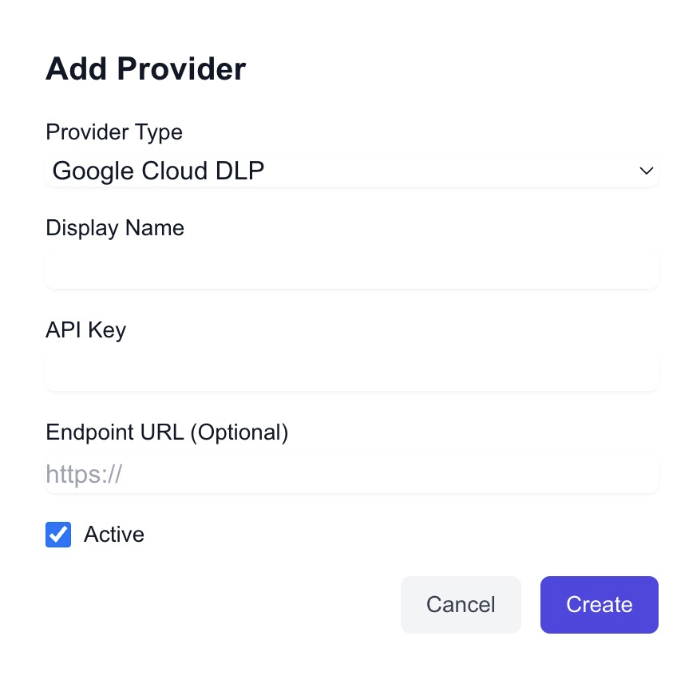 Add Provider
Provider Type
Google Cloud DLP
Display Name
API Key
Endpoint URL (Optional)
https://
Active
Cancel
Create